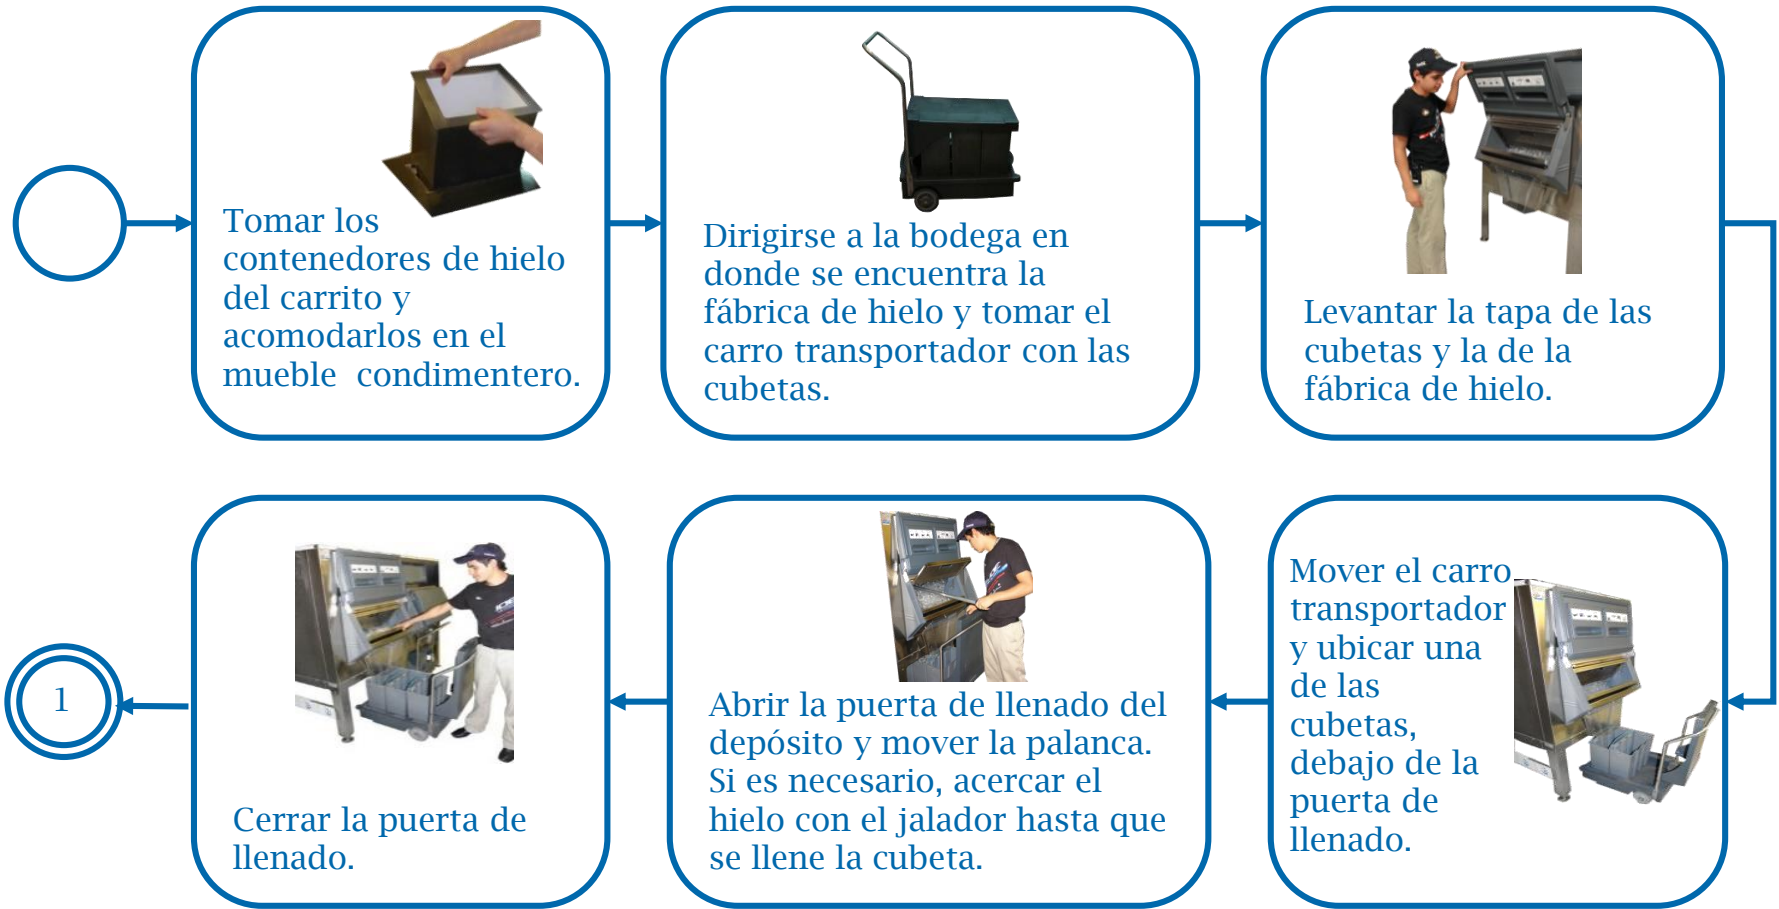 Tomar los
contenedores de hielo
del carrito y
acomodarlos en el
mueble condimentero.
Dirigirse a la bodega en
donde se encuentra la
fábrica de hielo y tomar el
carro transportador con las
cubetas.
Levantar la tapa de las
cubetas y la de la
fábrica de hielo.
Mover el carro
transportador
y ubicar una
de las
cubetas,
debajo de la
puerta de
llenado.
Abrir la puerta de llenado del
depósito y mover la palanca.
Si es necesario, acercar el
hielo con el jalador hasta que
se llene la cubeta.
Cerrar la puerta de
llenado.
1